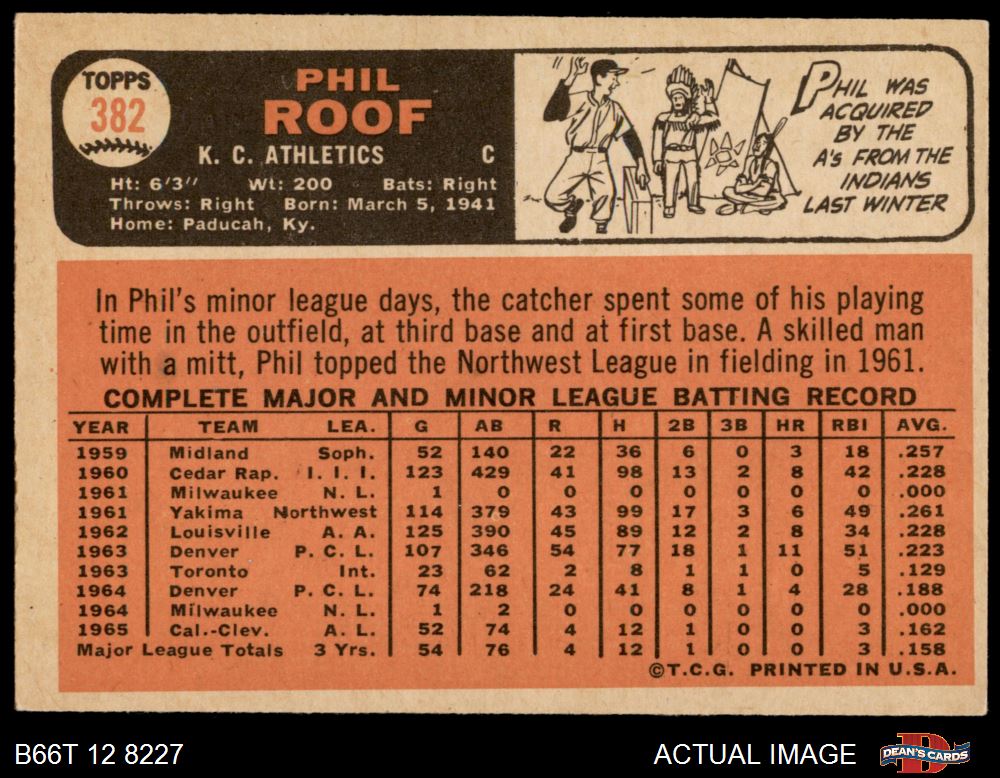 TOPPS
382
PHIL
ROOF
K. C. ATHLETICS C
Ht: 6'3" Wt: 200 Bats: Right
Throws: Right Born: March 5, 1941
Home: Paducah, Ky.
PHIL WAS
ACQUIRED
BY THE
A's FROM THE
INDIANS
LAST WINTER
In Phil's minor league days, the catcher spent some of his playing
time in the outfield, at third base and at first base. A skilled man
with a mitt, Phil topped the Northwest League in fielding in 1961.
COMPLETE MAJOR AND MINOR LEAGUE BATTING RECORD
YEAR TEAM LEA. G AB R H 2B 3B HR RBI AVG.
1959 Midland Soph. 52 140 22 36 6 0 3 18 .257
1960 Cedar Rap. I. I. I. 123 429 41 98 13 2 8 42 .228
1961 Milwaukee N. L. 1 0 0 0 0 0 0 0 .000
1961 Yakima Northwest 114 379 43 99 17 3 6 49 .261
1962 Louisville A. A. 125 390 45 89 12 2 8 34 .228
1963 Denver P. C. L. 107 346 54 77 18 1 11 51 .223
1963 Toronto Int. 23 62 2 8 1 1 0 5 .129
1964 Denver P. C. L. 74 218 24 41 8 1 4 28 .188
1964 Milwaukee N. L. 1 2 0 0 0 0 0 0 .000
1965 Cal.-Clev. A. L. 52 74 4 12 1 0 0 3 .162
Major League Totals 3 Yrs. 54 76 4 12 1 0 0 3 .158
©T.C.G. PRINTED IN U.S.A.
B66T 12 8227
ACTUAL IMAGE
DEAN'S CARDS